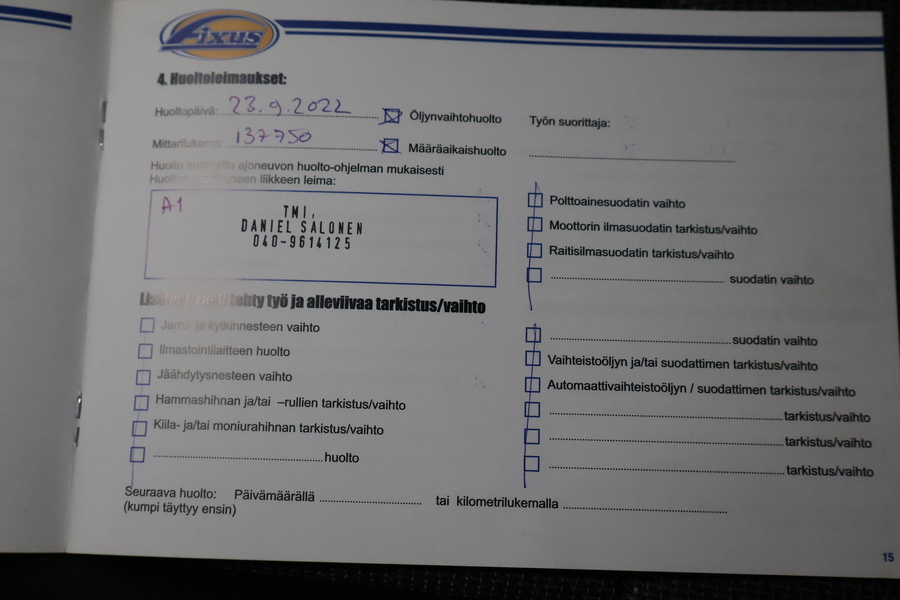 Fixus
4. Huoltoleimaukset:
Huoltopäivä: 23.9.2022 Öljynvaihtohuolto
Mittarilukema: 137750 Määräaikaishuolto
Työn suorittaja:
Huolto ajoneuvon huolto-ohjelman mukaisesti
liikkeen leima:
A1
TMI,
DANIEL SALONEN
040-9614125
Polttoainesuodatin vaihto
Moottorin ilmasuodatin tarkistus/vaihto
Raitisilmasuodatin tarkistus/vaihto
suodatin vaihto
tehty työ ja alleviivaa tarkistus/vaihto
Jarru- ja kytkinnesteen vaihto
Ilmastointilaitteen huolto
Jäähdytysnesteen vaihto
Hammashihnan ja/tai –rullien tarkistus/vaihto
Kiila- ja/tai moniurahihnan tarkistus/vaihto
huolto
suodatin vaihto
Vaihteistoöljyn ja/tai suodattimen tarkistus/vaihto
Automaattivaihteistoöljyn / suodattimen tarkistus/vaihto
tarkistus/vaihto
tarkistus/vaihto
tarkistus/vaihto
Seuraava huolto: Päivämäärällä tai kilometrilukemalla
(kumpi täyttyy ensin)
15